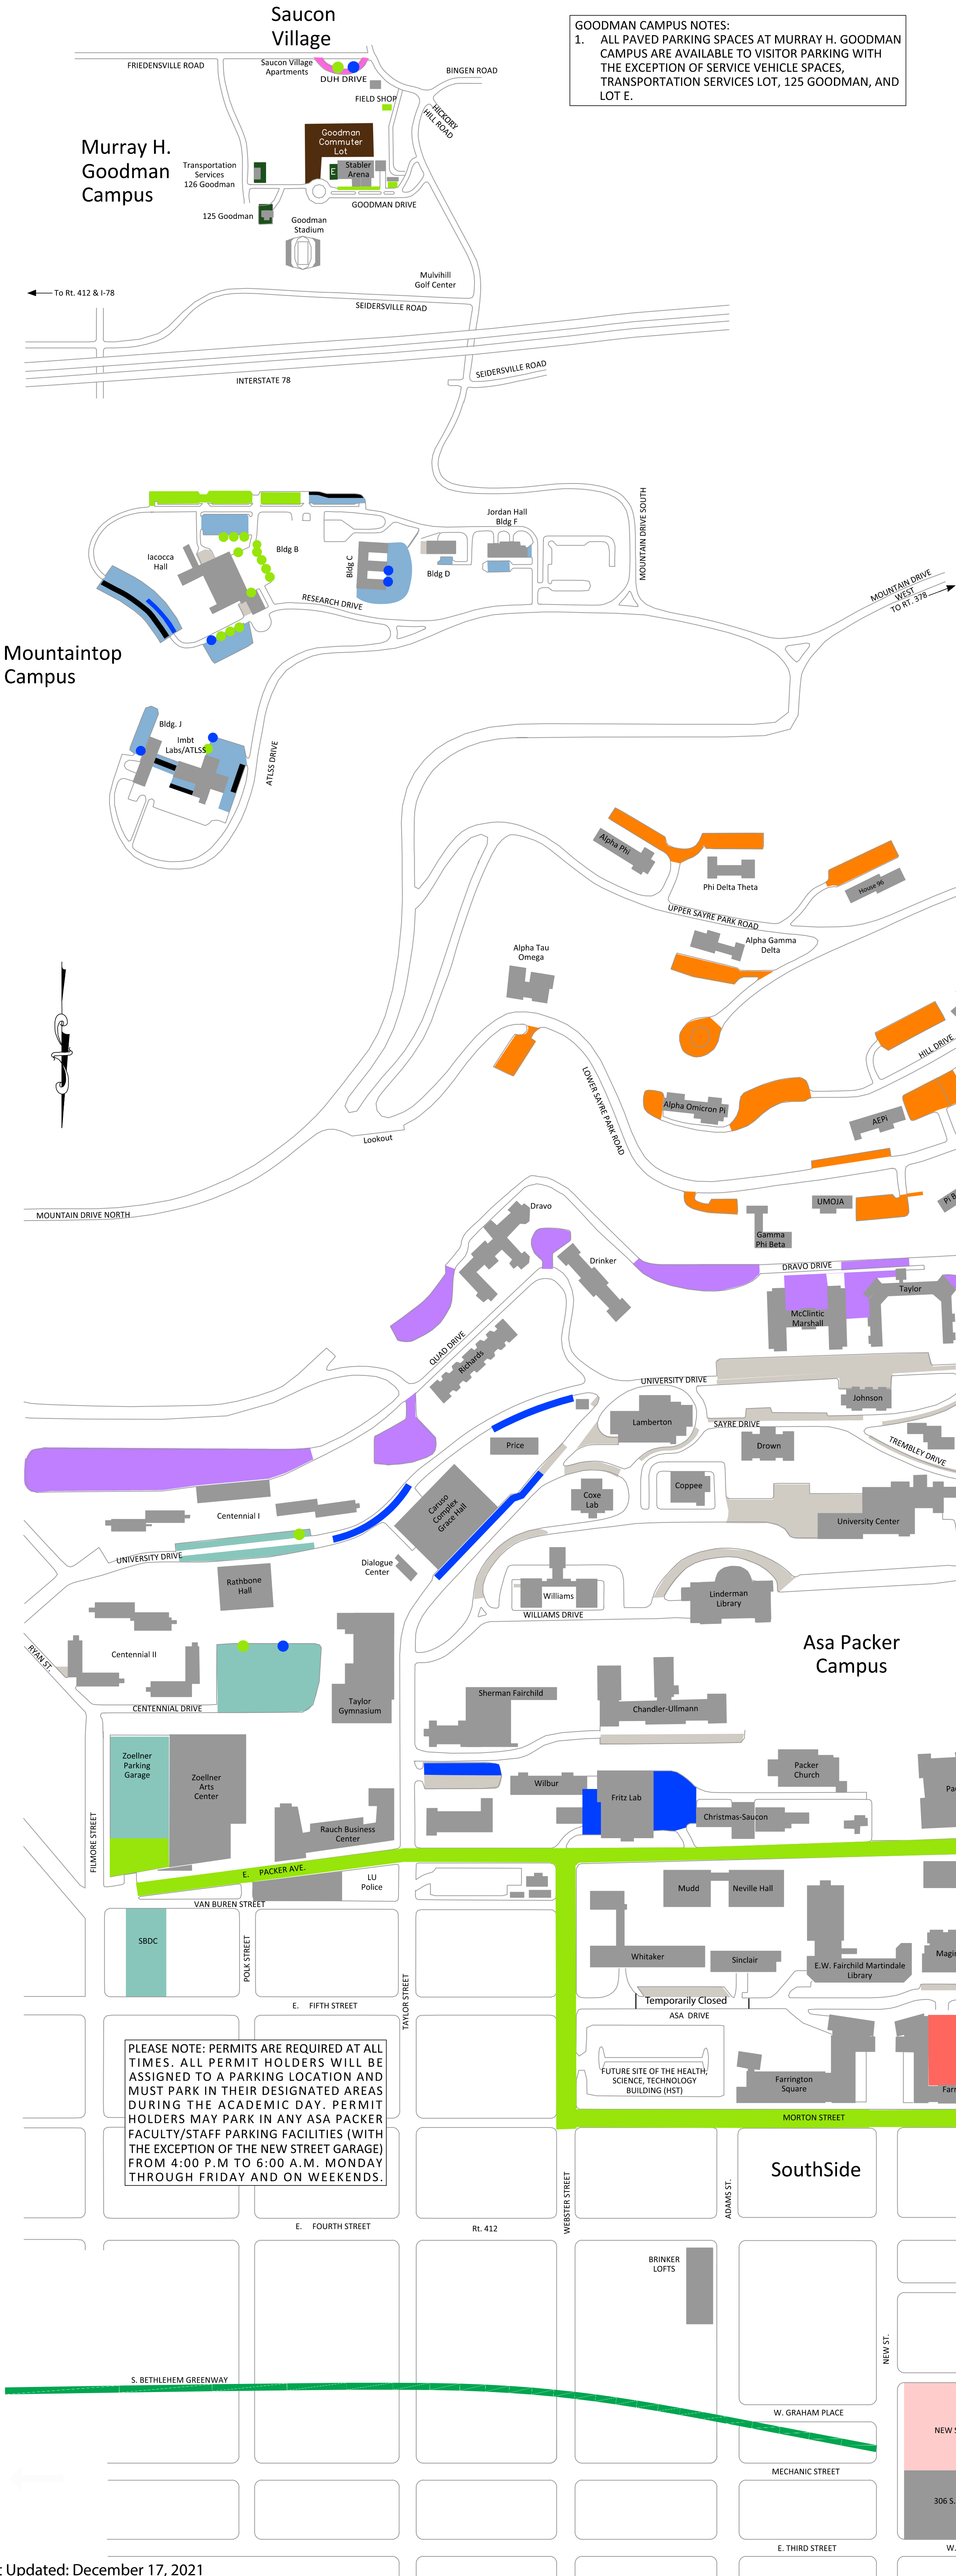 Saucon
Village
GOODMAN CAMPUS NOTES:
1. ALL PAVED PARKING SPACES AT MURRAY H. GOODMAN
CAMPUS ARE AVAILABLE TO VISITOR PARKING WITH
THE EXCEPTION OF SERVICE VEHICLE SPACES,
TRANSPORTATION SERVICES LOT, 125 GOODMAN, AND
LOT E.
FRIEDENSVILLE ROAD
Saucon Village
Apartments
DUH DRIVE
BINGEN ROAD
FIELD SHOP
HICKORY
HILL ROAD
Murray H.
Goodman
Campus
Goodman
Commuter
Lot
Transportation
Services
126 Goodman
E
Stabler
Arena
GOODMAN DRIVE
125 Goodman
Goodman
Stadium
Mulvihill
Golf Center
To Rt. 412 & I-78
SEIDERSVILLE ROAD
SEIDERSVILLE ROAD
INTERSTATE 78
MOUNTAIN DRIVE SOUTH
Jordan Hall
Bldg F
Iacocca
Hall
Bldg B
Bldg C
Bldg D
RESEARCH DRIVE
MOUNTAIN DRIVE
WEST
TO RT. 378
Mountaintop
Campus
Bldg. J
Imbt
Labs/ATLSS
ATLSS DRIVE
Alpha Phi
Phi Delta Theta
House 96
UPPER SAYRE PARK ROAD
Alpha Gamma
Delta
Alpha Tau
Omega
HILL DRIVE
LOWER SAYRE PARK ROAD
Alpha Omicron Pi
AEPi
Lookout
MOUNTAIN DRIVE NORTH
UMOJA
Pi B
Gamma
Phi Beta
Dravo
Drinker
DRAVO DRIVE
Taylor
McClintic
Marshall
QUAD DRIVE
Richards
UNIVERSITY DRIVE
Johnson
Lamberton
SAYRE DRIVE
Drown
TREMBLEY DRIVE
Price
Coppee
Coxe
Lab
Caruso
Complex
Grace Hall
Centennial I
University Center
UNIVERSITY DRIVE
Dialogue
Center
Rathbone
Hall
Williams
WILLIAMS DRIVE
Linderman
Library
RYAN ST.
Centennial II
Asa Packer
Campus
CENTENNIAL DRIVE
Taylor
Gymnasium
Sherman Fairchild
Chandler-Ullmann
Zoellner
Parking
Garage
Zoellner
Arts
Center
Wilbur
Fritz Lab
Packer
Church
Pac
Christmas-Saucon
FILMORE STREET
Rauch Business
Center
E. PACKER AVE.
LU
Police
VAN BUREN STREET
Mudd
Neville Hall
SBDC
POLK STREET
Whitaker
Sinclair
E.W. Fairchild Martindale
Library
Magin
TAYLOR STREET
E. FIFTH STREET
Temporarily Closed
ASA DRIVE
PLEASE NOTE: PERMITS ARE REQUIRED AT ALL
TIMES. ALL PERMIT HOLDERS WILL BE
ASSIGNED TO A PARKING LOCATION AND
MUST PARK IN THEIR DESIGNATED AREAS
DURING THE ACADEMIC DAY. PERMIT
HOLDERS MAY PARK IN ANY ASA PACKER
FACULTY/STAFF PARKING FACILITIES (WITH
THE EXCEPTION OF THE NEW STREET GARAGE)
FROM 4:00 P.M TO 6:00 A.M. MONDAY
THROUGH FRIDAY AND ON WEEKENDS.
FUTURE SITE OF THE HEALTH,
SCIENCE, TECHNOLOGY
BUILDING (HST)
Farrington
Square
Farr
MORTON STREET
SouthSide
WEBSTER STREET
ADAMS ST.
E. FOURTH STREET
Rt. 412
BRINKER
LOFTS
NEW ST.
S. BETHLEHEM GREENWAY
W. GRAHAM PLACE
NEW S
MECHANIC STREET
306 S.
E. THIRD STREET
W.
t Updated: December 17, 2021